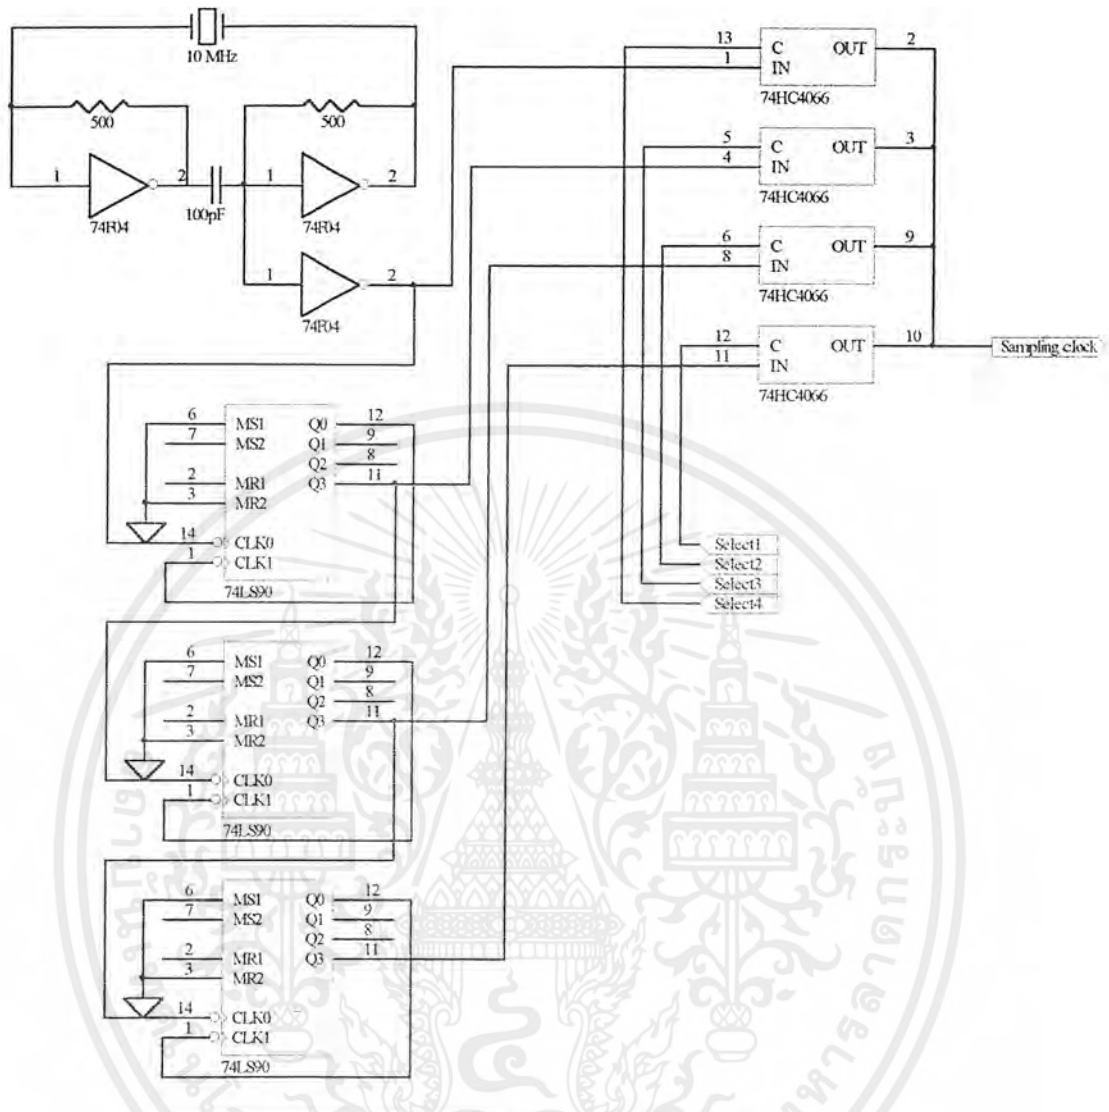 10 MHz
500
500
1
2
74F04
100pF
1
2
74F04
1
2
74F04
13
1
C
IN
OUT
2
74HC4066
5
4
C
IN
OUT
3
74HC4066
6
8
C
IN
OUT
9
74HC4066
12
11
C
IN
OUT
10
74HC4066
Sampling clock
Select1
Select2
Select3
Select4
6
7
2
3
14
1
MS1
MS2
MR1
MR2
CLK0
CLK1
Q0
Q1
Q2
Q3
12
9
8
11
74LS90
6
7
2
3
14
1
MS1
MS2
MR1
MR2
CLK0
CLK1
Q0
Q1
Q2
Q3
12
9
8
11
74LS90
6
7
2
3
14
1
MS1
MS2
MR1
MR2
CLK0
CLK1
Q0
Q1
Q2
Q3
12
9
8
11
74LS90